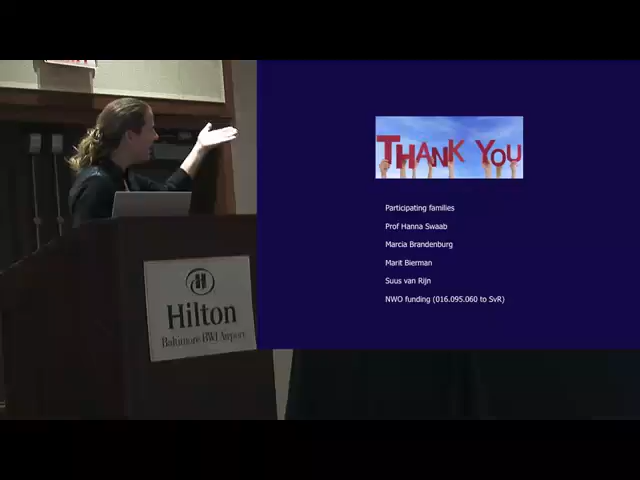 THANK YOU
Participating families
Prof Hanna Swaab
Marcia Brandenburg
Marit Bierman
Suus van Rijn
NWO funding (016.095.060 to SvR)
H
Hilton
Baltimore BWI Airport